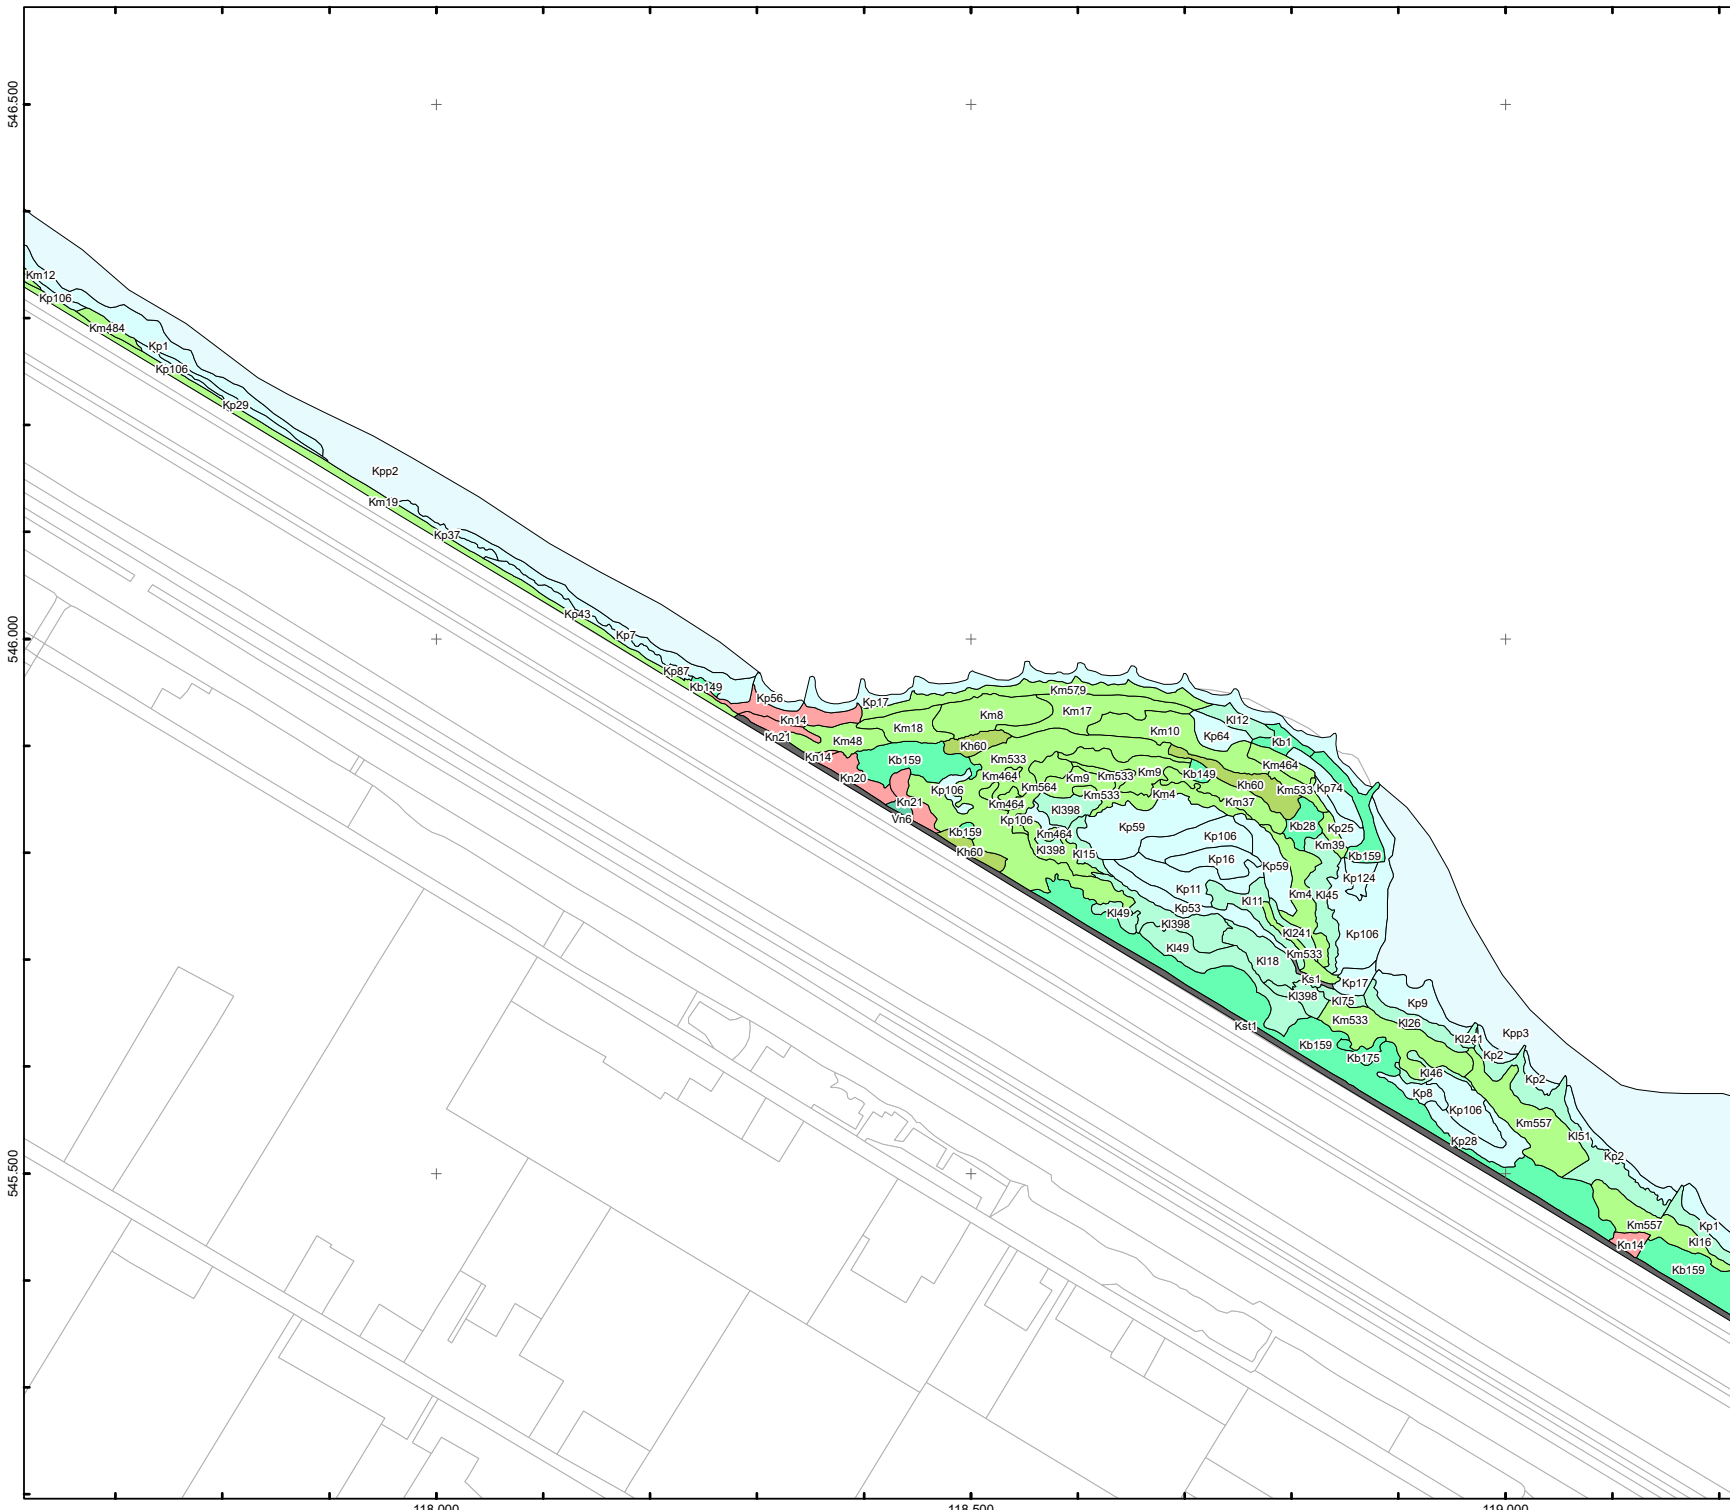 546.500
Km12
Kp106
Km484
Kp1
Kp106
Kp29
Kpp2
Km19
Kp37
546.000
Kp43
Kp7
Kp87
Kb149
Kp56
Kp17
Km579
Kn14
Km8
Km17
Kl12
Km18
Km10
Kn21
Km48
Kp64
Kb1
Kh60
Kn14
Kb159
Km533
Km464
Kn20
Km464
Km9
Km533
Km9
Kb149
Kp106
Km564
Kh60
Km533
Kp74
Km533
Km4
Kn21
Km464
Kl398
Km37
Vn6
Kp106
Kp59
Kb28
Kp25
Kb159
Km464
Kp106
Km39
Kh60
Kl398
Kl15
Kp16
Kp59
Kb159
Kp124
Kp11
Km4
Kl45
Kl11
Kl49
Kp53
Kl398
Kl241
Kp106
Kl49
Km533
Kl18
Ks1
Kp17
Kl398
Kl75
Kp9
Kst1
Km533
Kl26
Kpp3
Kb159
Kl241
Kb175
Kp2
Kl46
Kp2
Kp8
Kp106
Km557
Kp28
Kl51
Kp2
545.500
Km557
Kp1
Kn14
Kl16
Kb159
118.000
118.500
119.000